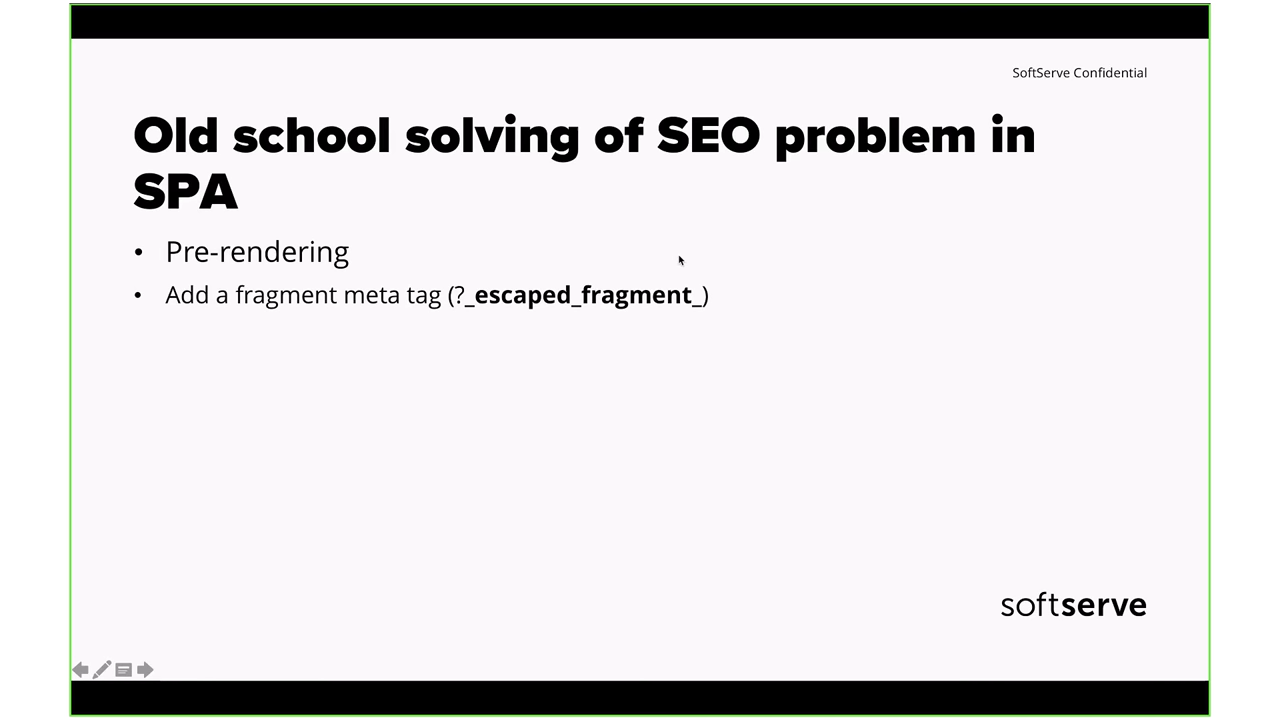 SoftServe Confidential
Old school solving of SEO problem in
SPA
• Pre-rendering
• Add a fragment meta tag (?_escaped_fragment_)
softserve